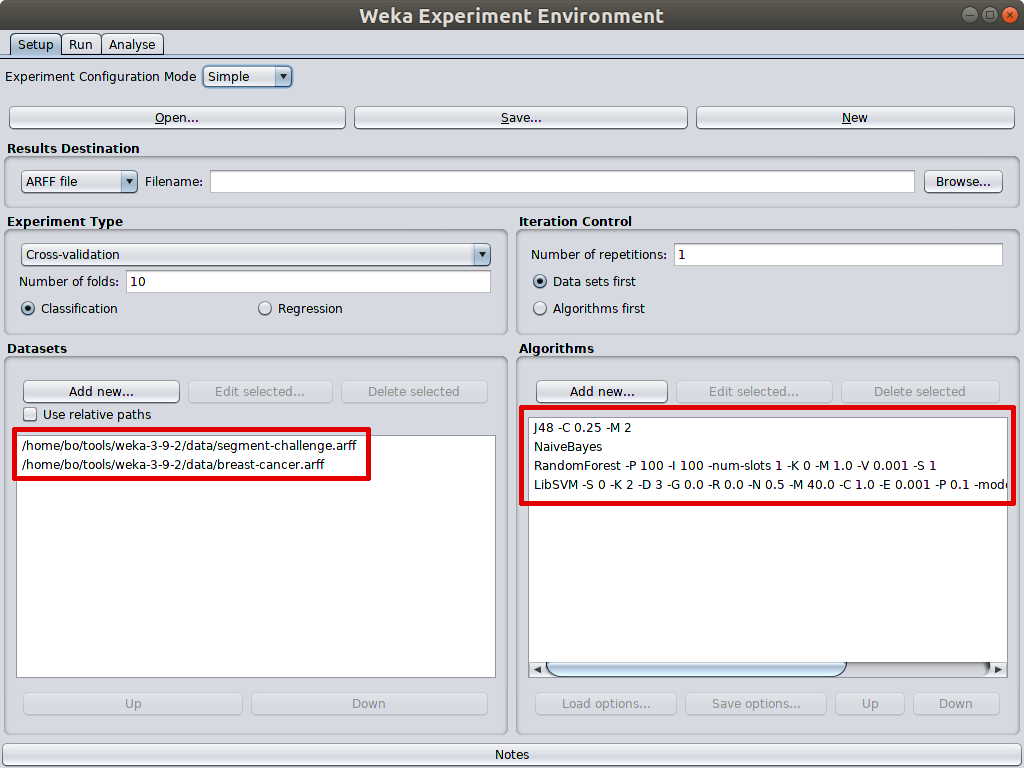 Weka Experiment Environment
Setup Run Analyse
Experiment Configuration Mode Simple
Open... Save... New
Results Destination
ARFF file Filename: Browse...
Experiment Type
Cross-validation
Number of folds: 10
Classification Regression
Iteration Control
Number of repetitions: 1
Data sets first
Algorithms first
Datasets
Add new... Edit selected... Delete selected
Use relative paths
/home/bo/tools/weka-3-9-2/data/segment-challenge.arff
/home/bo/tools/weka-3-9-2/data/breast-cancer.arff
Up Down
Algorithms
Add new... Edit selected... Delete selected
J48 -C 0.25 -M 2
NaiveBayes
RandomForest -P 100 -I 100 -num-slots 1 -K 0 -M 1.0 -V 0.001 -S 1
LibSVM -S 0 -K 2 -D 3 -G 0.0 -R 0.0 -N 0.5 -M 40.0 -C 1.0 -E 0.001 -P 0.1
Load options... Save options... Up Down
Notes